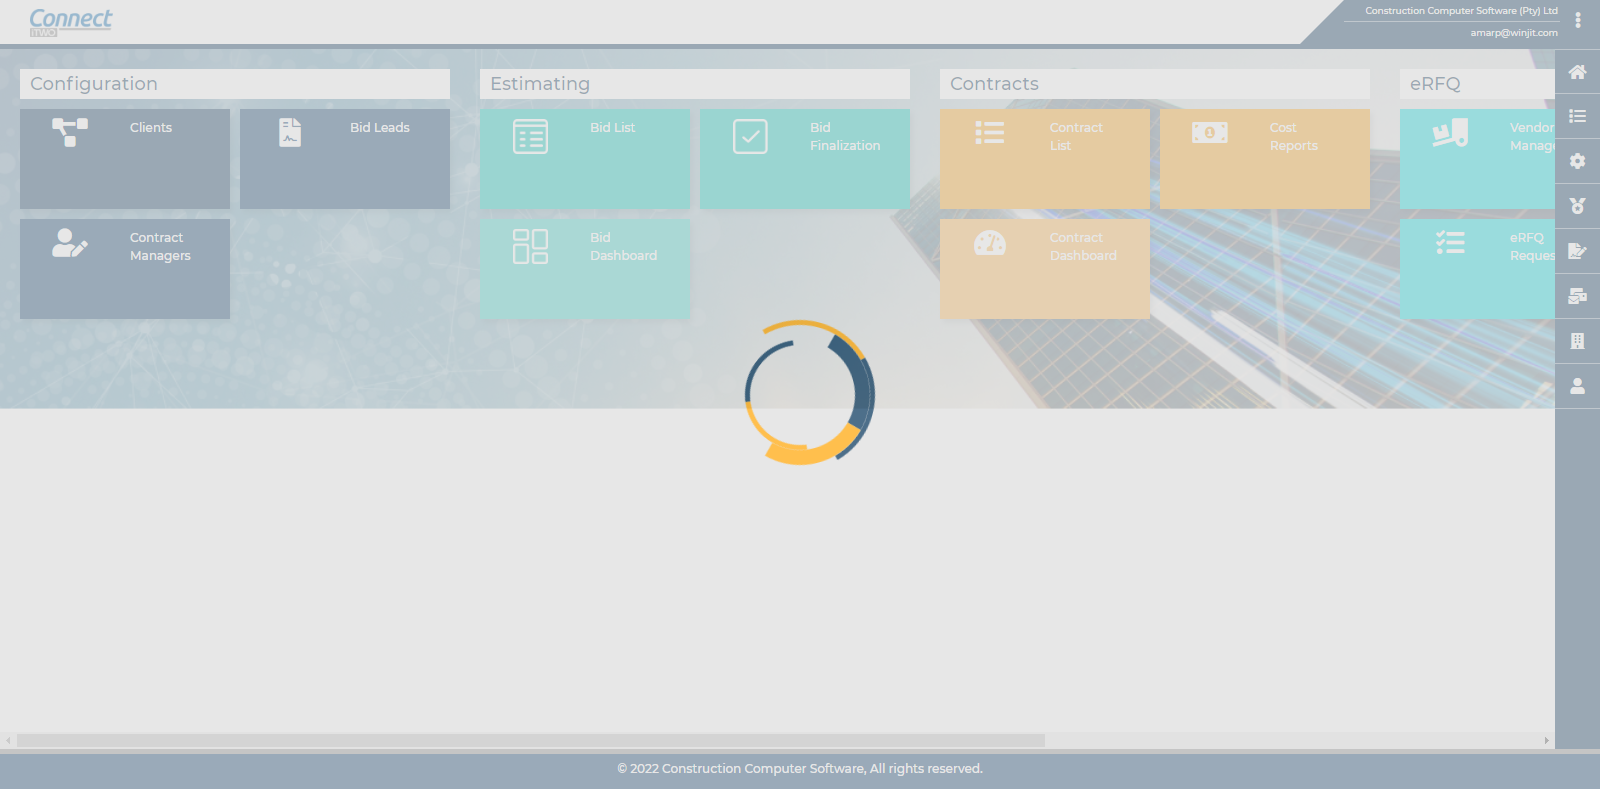 Connect
iTWO
Construction Computer Software (Pty) Ltd
amarp@winjit.com
Configuration
Estimating
Contracts
eRFQ
Clients
Bid Leads
Bid List
Bid
Finalization
Contract
List
Cost
Reports
Vendor
Manag
Contract
Managers
Bid
Dashboard
Contract
Dashboard
eRFQ
Reques
© 2022 Construction Computer Software, All rights reserved.